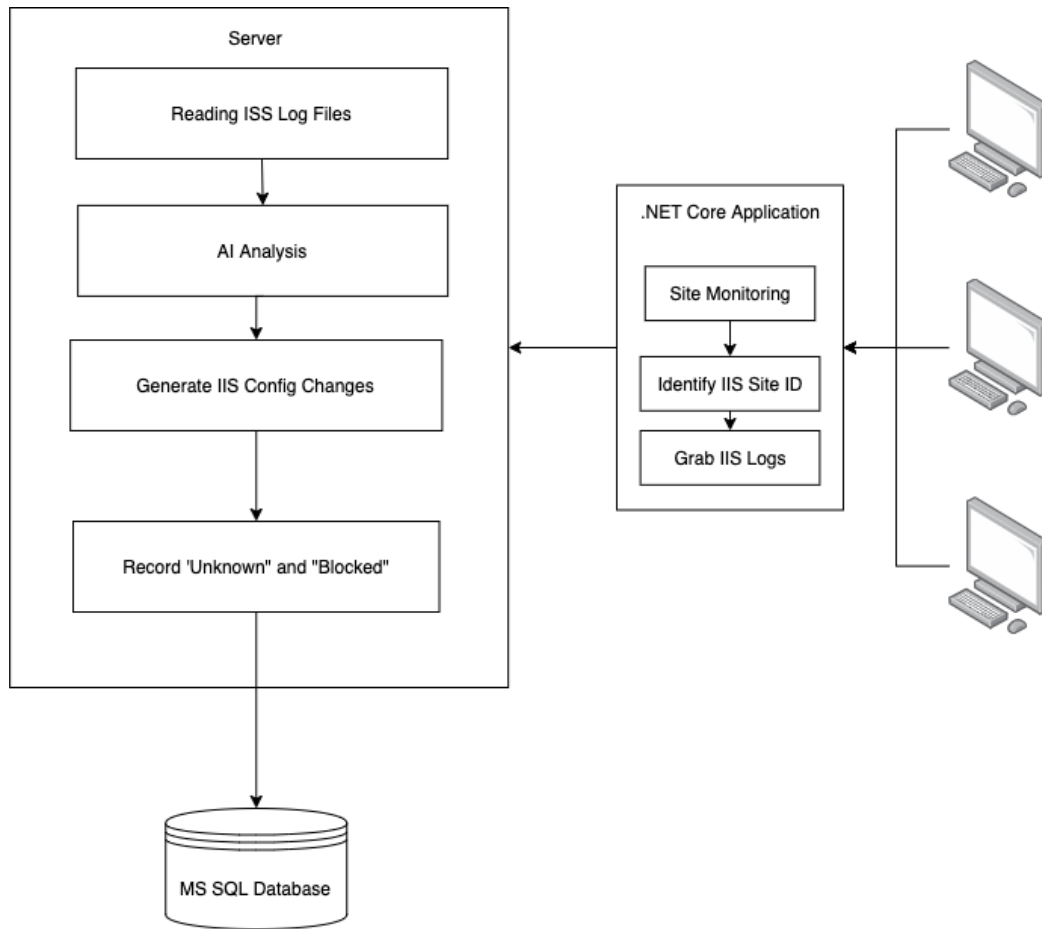 Server
Reading ISS Log Files
AI Analysis
Generate IIS Config Changes
Record 'Unknown" and "Blocked"
MS SQL Database
.NET Core Application
Site Monitoring
Identify IIS Site ID
Grab IIS Logs